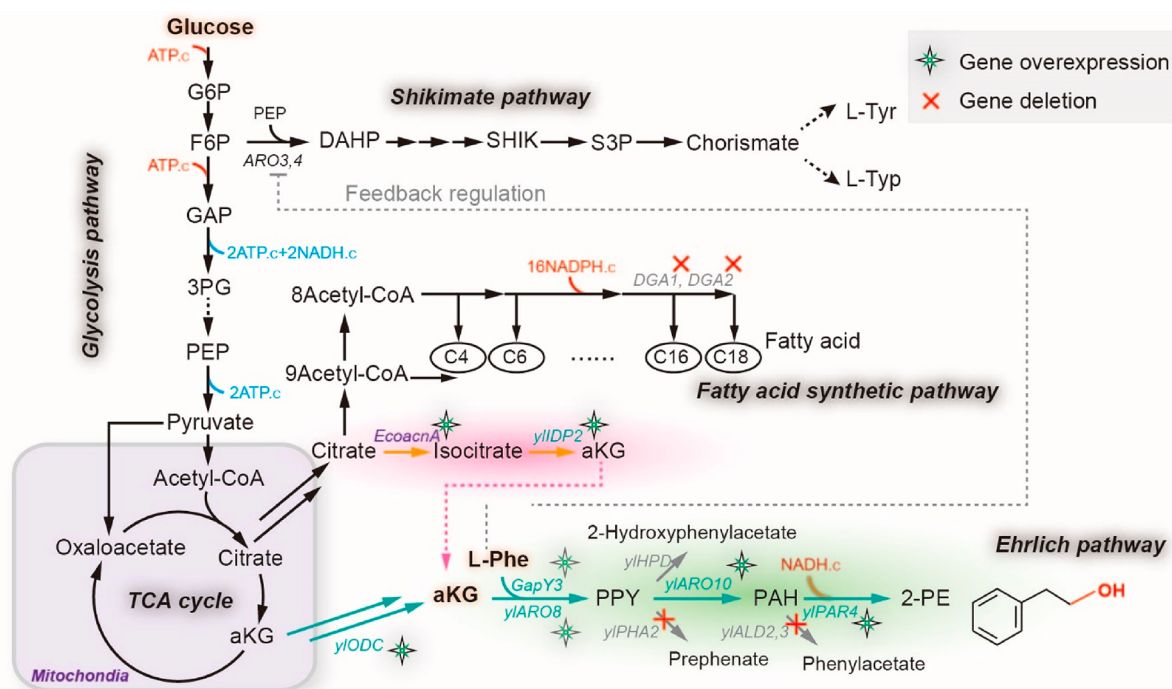 Glucose
ATP.c
G6P
F6P
PEP
ARO3,4
DAHP
SHIK
S3P
Chorismate
L-Tyr
L-Typ
Shikimate pathway
Gene overexpression
Gene deletion
Feedback regulation
ATP.c
GAP
2ATP.c+2NADH.c
3PG
PEP
2ATP.c
Pyruvate
Glycolysis pathway
8Acetyl-CoA
16NADPH.c
DGA1, DGA2
9Acetyl-CoA
C4
C6
......
C16
C18
Fatty acid
Fatty acid synthetic pathway
Citrate
EcoacnA
Isocitrate
ylIDP2
aKG
Acetyl-CoA
Oxaloacetate
Citrate
TCA cycle
aKG
Mitochondia
ylODC
aKG
L-Phe
GapY3
ylARO8
PPY
2-Hydroxyphenylacetate
ylHPD
ylARO10
ylPHA2
Prephenate
PAH
NADH.c
ylPAR4
ylALD2,3
Phenylacetate
2-PE
Ehrlich pathway
OH